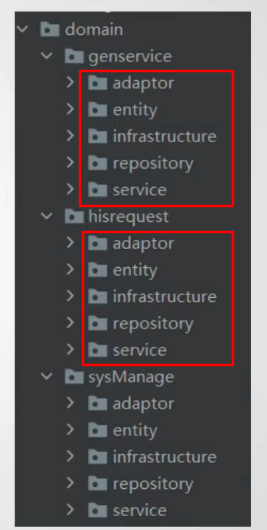 domain
genservice
adaptor
entity
infrastructure
repository
service
hisrequest
adaptor
entity
infrastructure
repository
service
sysManage
adaptor
entity
infrastructure
repository
service